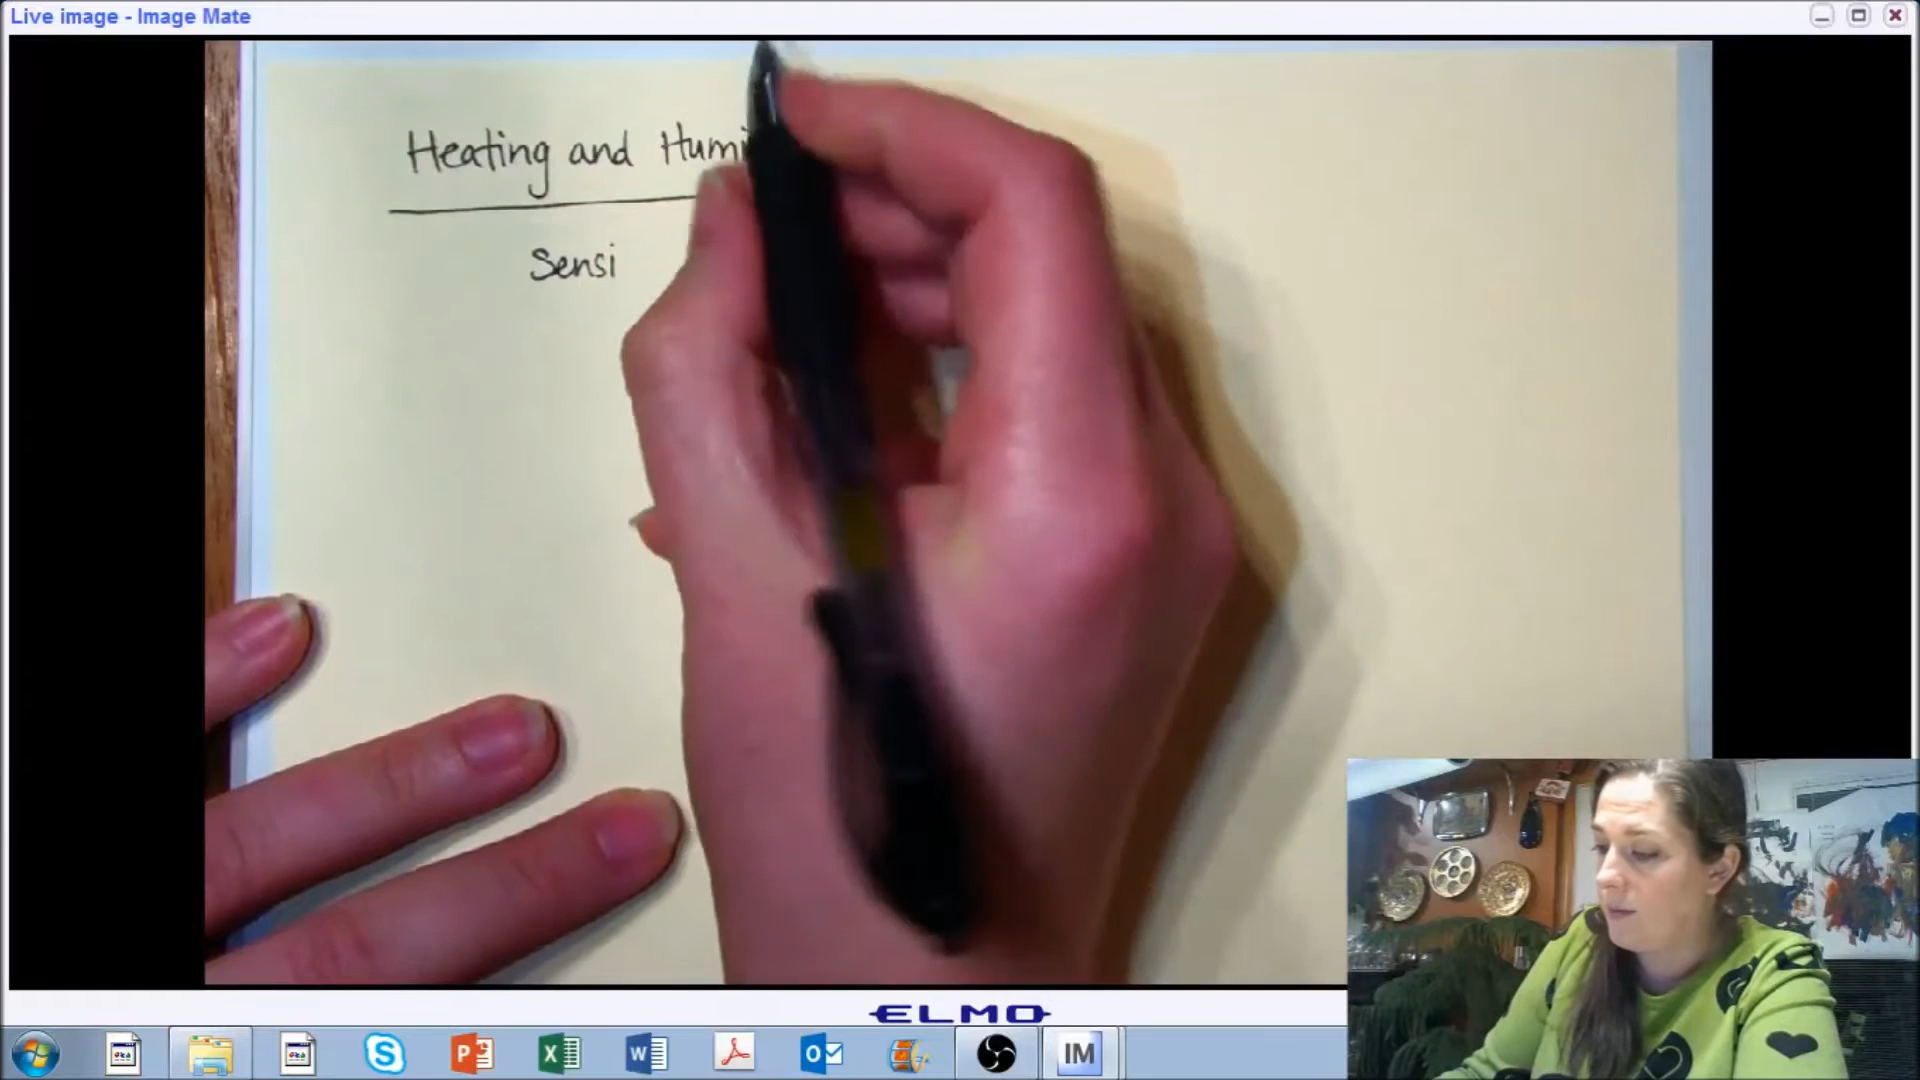 Live image - Image Mate
Heating and Humi
Sensi
ELMO
IM